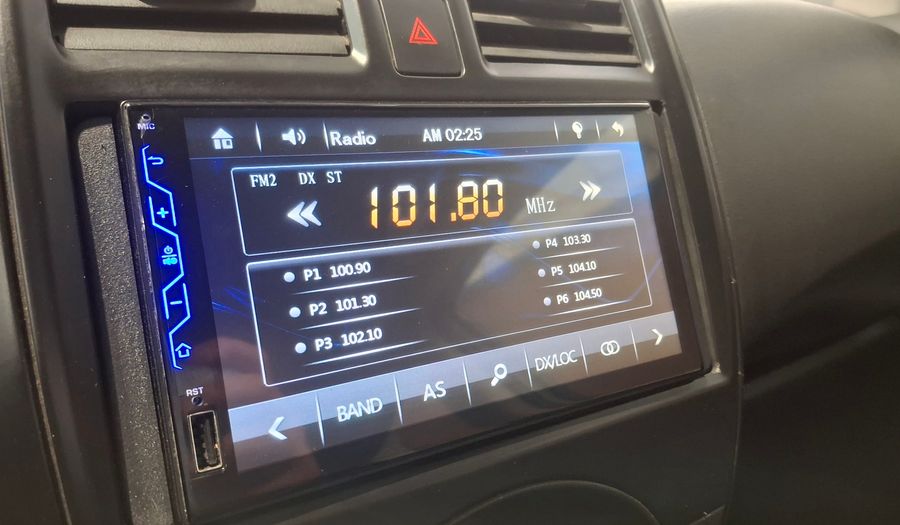 MIC
Radio AM 02:25
FM2 DX ST
101.80 MHz
P1 100.90
P2 101.30
P3 102.10
P4 103.30
P5 104.10
P6 104.50
RST
BAND AS DX/LOC